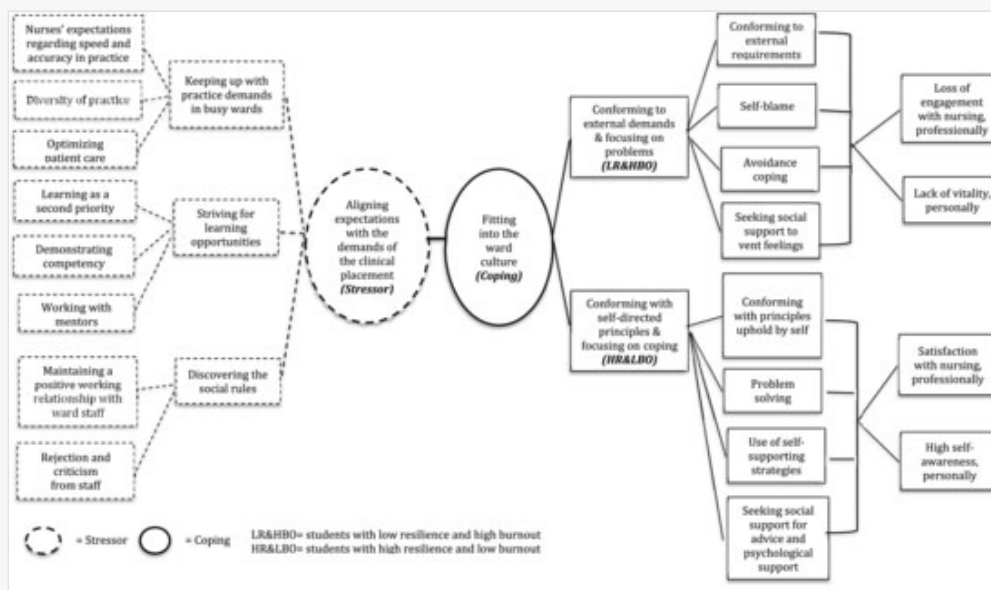 Nurses' expectations
regarding speed and
accuracy in practice
Diversity of practice
Optimizing
patient care
Learning as a
second priority
Demonstrating
competency
Working with
mentors
Maintaining a
positive working
relationship with
ward staff
Rejection and
criticism
from staff
Keeping up with
practice demands
in busy wards
Striving for
learning
opportunities
Discovering the
social rules
Aligning
expectations
with the
demands of
the clinical
placement
(Stressor)
Fitting
into the
ward
culture
(Coping)
Conforming to
external demands
& focusing on
problems
(LR&HBO)
Conforming with
self-directed
principles &
focusing on coping
(HR&LBO)
Conforming to
external
requirements
Self-blame
Avoidance
coping
Seeking social
support to
vent feelings
Conforming
with principles
uphold by self
Problem
solving
Use of self-
supporting
strategies
Seeking social
support for
advice and
psychological
support
Loss of
engagement
with nursing,
professionally
Lack of vitality,
personally
Satisfaction
with nursing,
professionally
High self-
awareness,
personally
= Stressor
= Coping
LR&HBO= students with low resilience and high burnout
HR&LBO= students with high resilience and low burnout